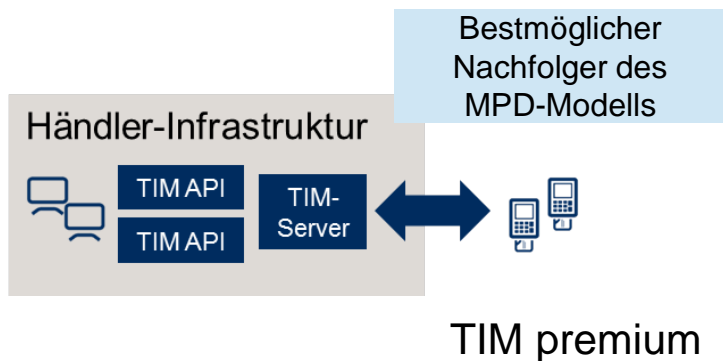 Bestmöglicher
Nachfolger des
MPD-Modells
Händler-Infrastruktur
TIM API
TIM API
TIM-
Server
TIM premium